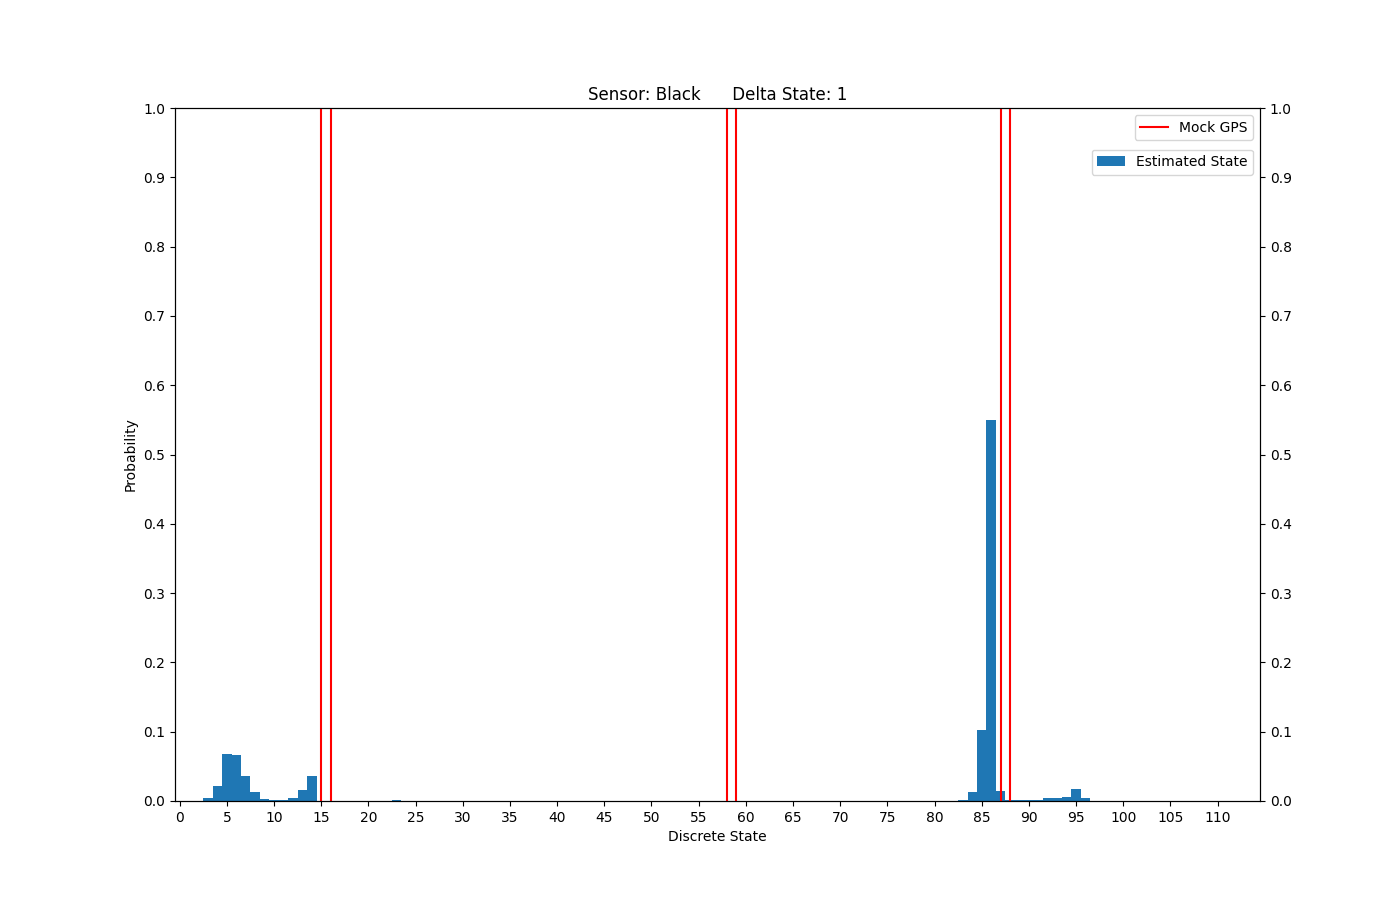 Sensor: Black      Delta State: 1
1.0 1.0
Mock GPS
Estimated State
0.9 0.9
0.8 0.8
0.7 0.7
0.6 0.6
0.5 0.5
0.4 0.4
0.3 0.3
0.2 0.2
0.1 0.1
0.0 0.0
Probability
0 5 10 15 20 25 30 35 40 45 50 55 60 65 70 75 80 85 90 95 100 105 110
Discrete State